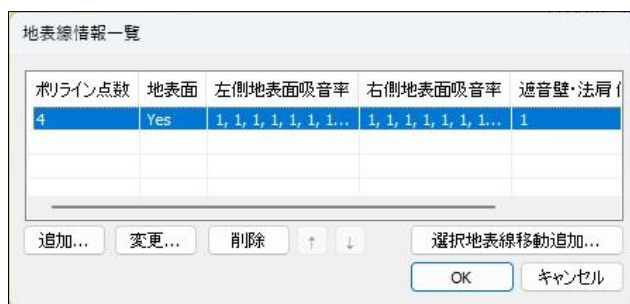 地表線情報一覧
ポリライン点数 地表面 左側地表面吸音率 右側地表面吸音率 遮音壁・法肩
4 Yes 1, 1, 1, 1, 1, 1, 1... 1, 1, 1, 1, 1, 1, 1... 1
追加... 変更... 削除 ↑ ↓ 選択地表線移動追加...
OK キャンセル